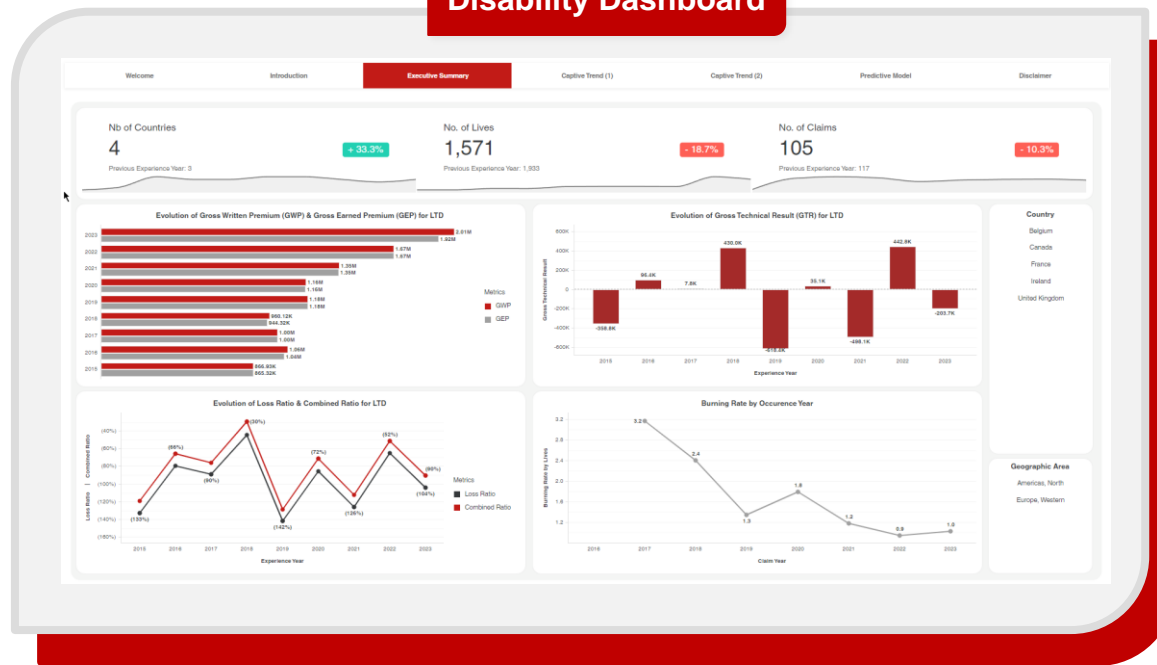 Disability Dashboard
Welcome
Introduction
Executive Summary
Captive Trend (1)
Captive Trend (2)
Predictive Model
Disclaimer
Nb of Countries
4
+ 33.3%
Previous Experience Year: 3
No. of Lives
1,571
- 18.7%
Previous Experience Year: 1,933
No. of Claims
105
- 10.3%
Previous Experience Year: 117
Evolution of Gross Written Premium (GWP) & Gross Earned Premium (GEP) for LTD
2023
2.01M
1.92M
2022
1.67M
1.67M
2021
1.35M
1.35M
2020
1.16M
1.16M
2019
1.18M
1.18M
2018
960.12K
944.32K
2017
1.00M
1.00M
2016
1.06M
1.04M
2015
866.83K
865.32K
Metrics
GWP
GEP
Evolution of Gross Technical Result (GTR) for LTD
Gross Technical Result
600K
400K
200K
0
-200K
-400K
-600K
-358.8K
96.4K
7.9K
430.0K
35.1K
-498.1K
442.8K
-203.7K
2015 2016 2017 2018 2019 2020 2021 2022 2023
Experience Year
Country
Belgium
Canada
France
Ireland
United Kingdom
Evolution of Loss Ratio & Combined Ratio for LTD
Loss Ratio | Combined Ratio
(40%)
(60%)
(80%)
(100%)
(120%)
(140%)
(160%)
(133%)
(66%)
(90%)
(30%)
(142%)
(72%)
(126%)
(52%)
(90%)
(104%)
2015 2016 2017 2018 2019 2020 2021 2022 2023
Experience Year
Metrics
Loss Ratio
Combined Ratio
Burning Rate by Occurence Year
Burning Rate by Lives
3.2
2.8
2.4
2.0
1.6
1.2
3.2
2.4
1.3
1.8
1.2
0.9
1.0
2016 2017 2018 2019 2020 2021 2022 2023
Claim Year
Geographic Area
Americas, North
Europe, Western